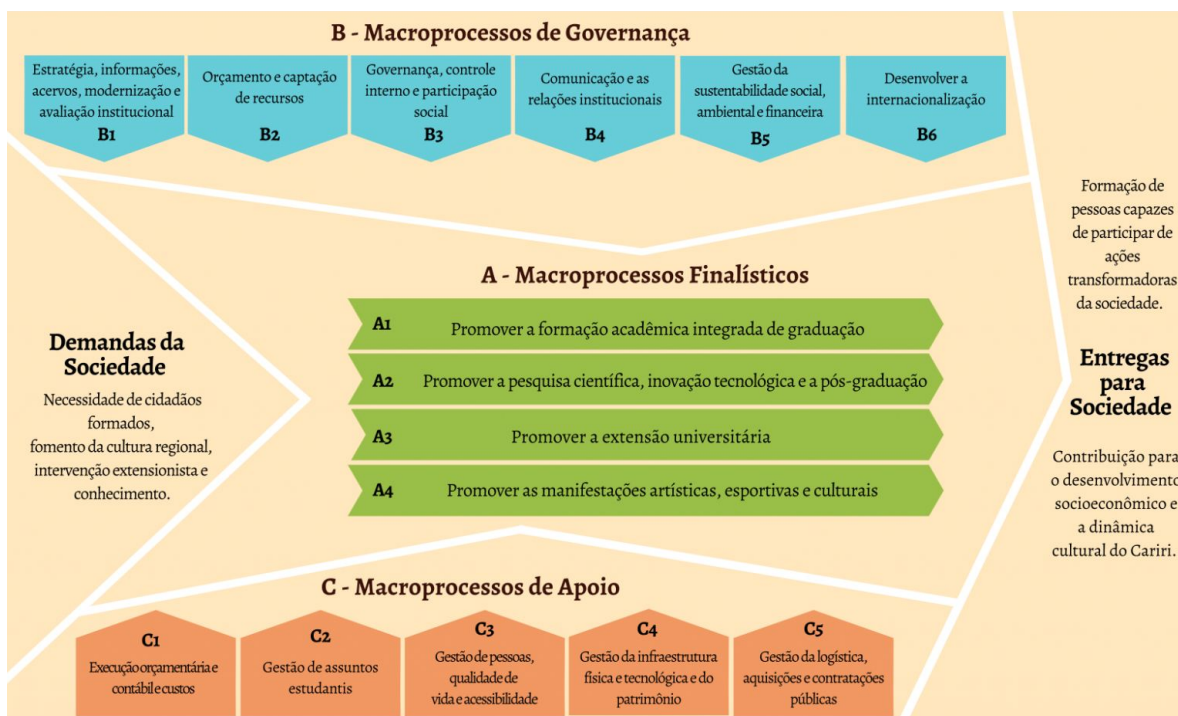 B - Macroprocessos de Governança
Estratégia, informações,
acervos, modernização e
avaliação institucional
B1
Orçamento e captação
de recursos
B2
Governança, controle
interno e participação
social
B3
Comunicação e as
relações institucionais
B4
Gestão da
sustentabilidade social,
ambiental e financeira
B5
Desenvolver a
internacionalização
B6
Demandas da
Sociedade
Necessidade de cidadãos
formados,
fomento da cultura regional,
intervenção extensionista e
conhecimento.
A - Macroprocessos Finalísticos
A1 Promover a formação acadêmica integrada de graduação
A2 Promover a pesquisa científica, inovação tecnológica e a pós-graduação
A3 Promover a extensão universitária
A4 Promover as manifestações artísticas, esportivas e culturais
Formação de
pessoas capazes
de participar de
ações
transformadoras
da sociedade.
Entregas
para
Sociedade
Contribuição para
o desenvolvimento
socioeconômico e
a dinâmica
cultural do Cariri.
C - Macroprocessos de Apoio
C1
Execução orçamentária e
contábil e custos
C2
Gestão de assuntos
estudantis
C3
Gestão de pessoas,
qualidade de
vida e acessibilidade
C4
Gestão da infraestrutura
física e tecnológica e do
patrimônio
C5
Gestão da logística,
aquisições e contratações
públicas